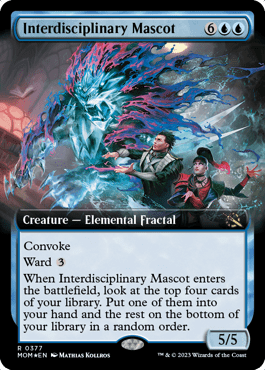 Interdisciplinary Mascot 6
Creature — Elemental Fractal
Convoke
Ward 3
When Interdisciplinary Mascot enters
the battlefield, look at the top four cards
of your library. Put one of them into
your hand and the rest on the bottom of
your library in a random order.
5/5
R 0377
MOM★EN Mathias Kollros
™ & © 2023 Wizards of the Coast